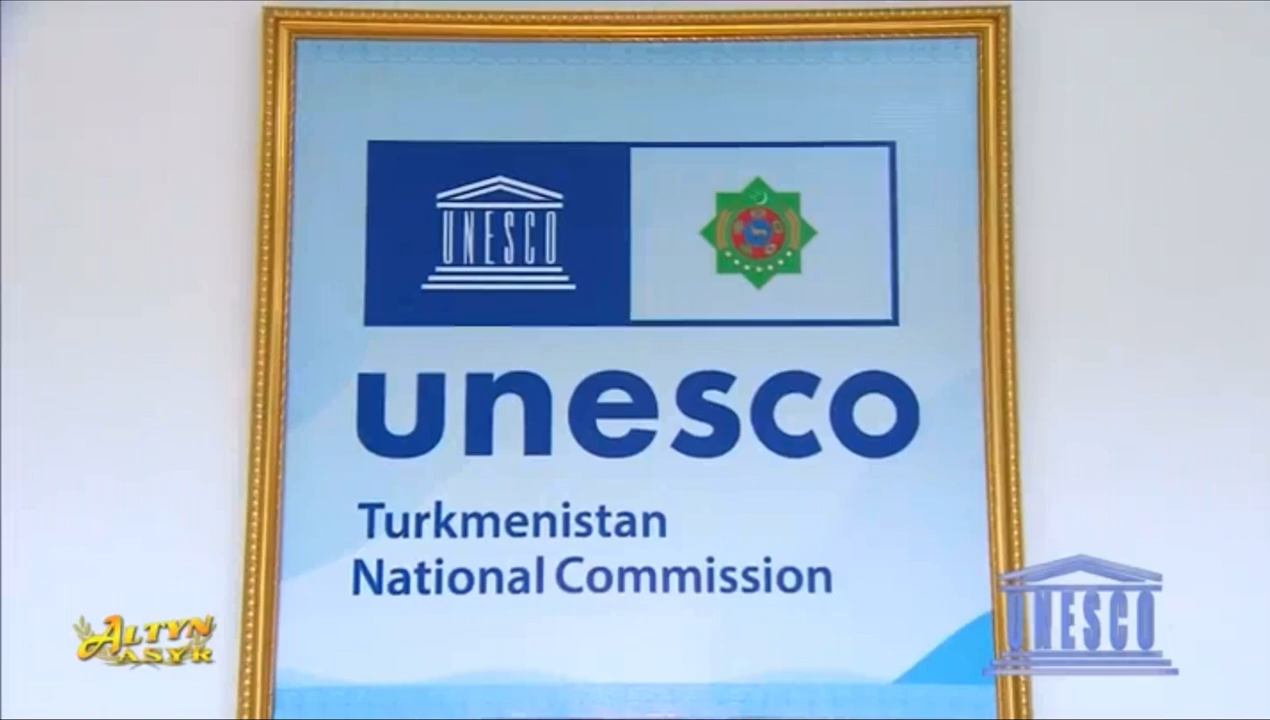 UNESCO
unesco
Turkmenistan
National Commission
ALTYN
ASYR
UNESCO